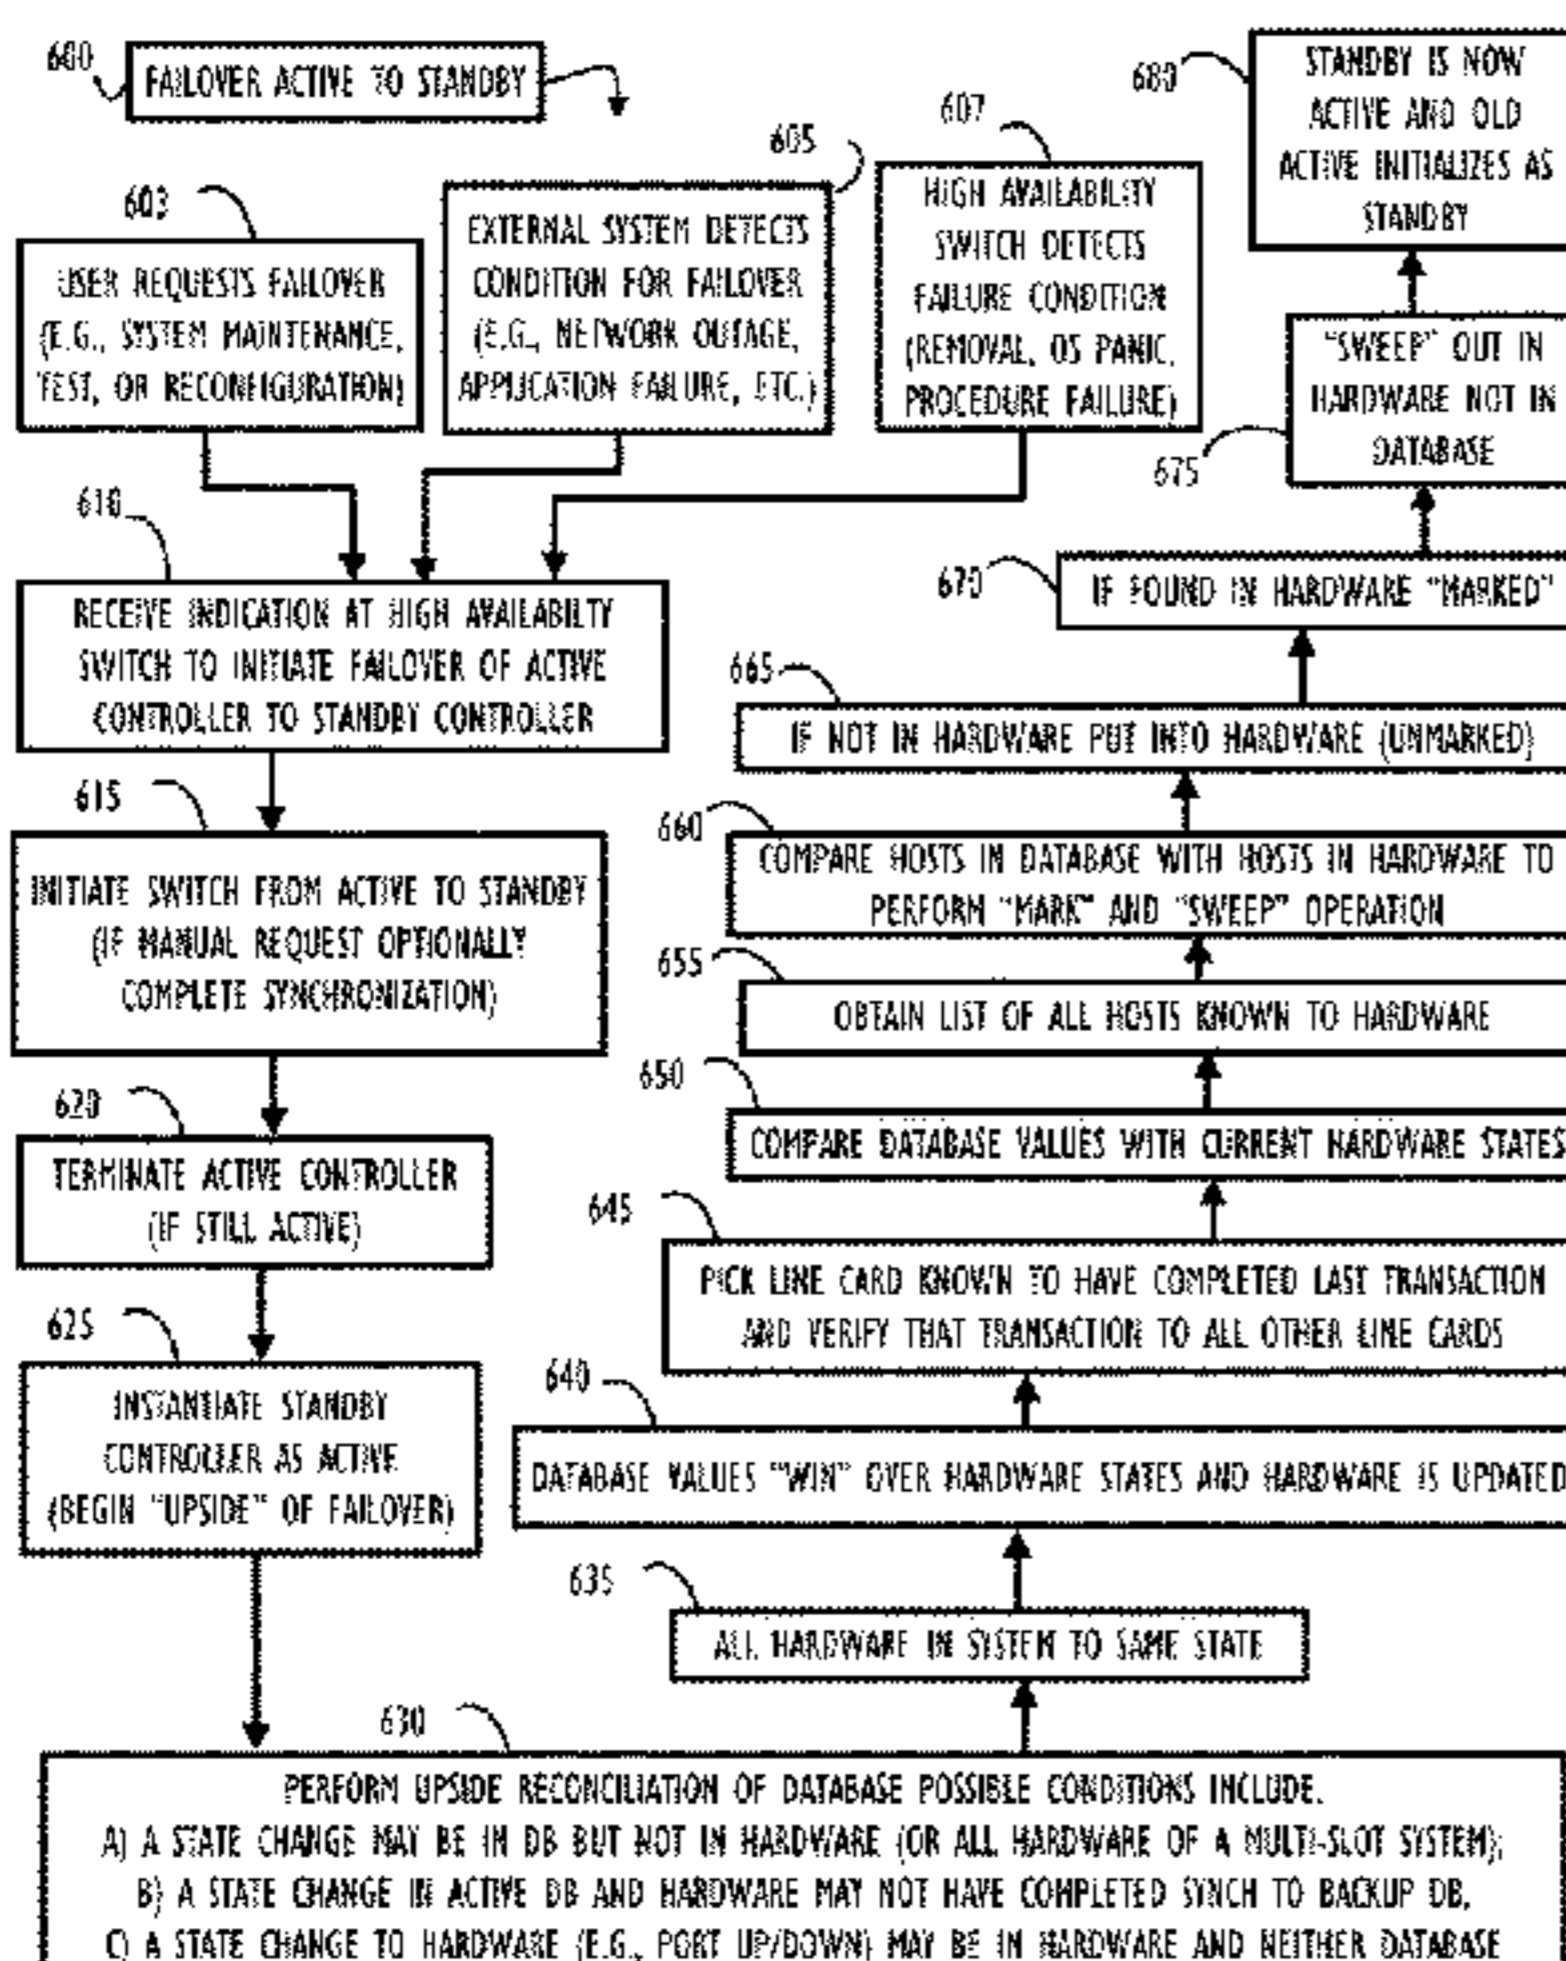 600
FAILOVER ACTIVE TO STANDBY
603
USER REQUESTS FAILOVER
(E.G., SYSTEM MAINTENANCE,
TEST, OR RECONFIGURATION)
605
EXTERNAL SYSTEM DETECTS
CONDITION FOR FAILOVER
(E.G., NETWORK OUTAGE,
APPLICATION FAILURE, ETC.)
607
HIGH AVAILABILITY
SWITCH DETECTS
FAILURE CONDITION
(REMOVAL, OS PANIC,
PROCEDURE FAILURE)
610
RECEIVE INDICATION AT HIGH AVAILABILTY
SWITCH TO INITIATE FAILOVER OF ACTIVE
CONTROLLER TO STANDBY CONTROLLER
615
INITIATE SWITCH FROM ACTIVE TO STANDBY
(IF MANUAL REQUEST OPTIONALLY
COMPLETE SYNCHRONIZATION)
620
TERMINATE ACTIVE CONTROLLER
(IF STILL ACTIVE)
625
INSTANTIATE STANDBY
CONTROLLER AS ACTIVE
(BEGIN "UPSIDE" OF FAILOVER)
630
PERFORM UPSIDE RECONCILIATION OF DATABASE POSSIBLE CONDITIONS INCLUDE.
A) A STATE CHANGE MAY BE IN DB BUT NOT IN HARDWARE (OR ALL HARDWARE OF A MULTI-SLOT SYSTEM);
B) A STATE CHANGE IN ACTIVE DB AND HARDWARE MAY NOT HAVE COMPLETED SYNCH TO BACKUP DB,
C) A STATE CHANGE TO HARDWARE (E.G., PORT UP/DOWN) MAY BE IN HARDWARE AND NEITHER DATABASE
635
ALL HARDWARE IN SYSTEM TO SAME STATE
640
DATABASE VALUES "WIN" OVER HARDWARE STATES AND HARDWARE IS UPDATED
645
PICK LINE CARD KNOWN TO HAVE COMPLETED LAST TRANSACTION
AND VERIFY THAT TRANSACTION TO ALL OTHER LINE CARDS
650
COMPARE DATABASE VALUES WITH CURRENT HARDWARE STATES
655
OBTAIN LIST OF ALL HOSTS KNOWN TO HARDWARE
660
COMPARE HOSTS IN DATABASE WITH HOSTS IN HARDWARE TO
PERFORM "MARK" AND "SWEEP" OPERATION
665
IF NOT IN HARDWARE PUT INTO HARDWARE (UNMARKED)
670
IF FOUND IN HARDWARE "MARKED"
675
"SWEEP" OUT IN
HARDWARE NOT IN
DATABASE
680
STANDBY IS NOW
ACTIVE AND OLD
ACTIVE INITIALIZES AS
STANDBY